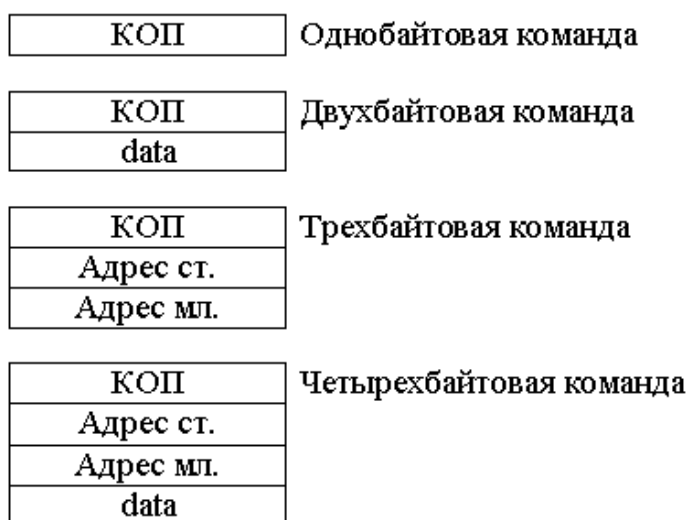 КОП Однобайтовая команда
КОП Двухбайтовая команда
data
КОП Трехбайтовая команда
Адрес ст.
Адрес мл.
КОП Четырехбайтовая команда
Адрес ст.
Адрес мл.
data